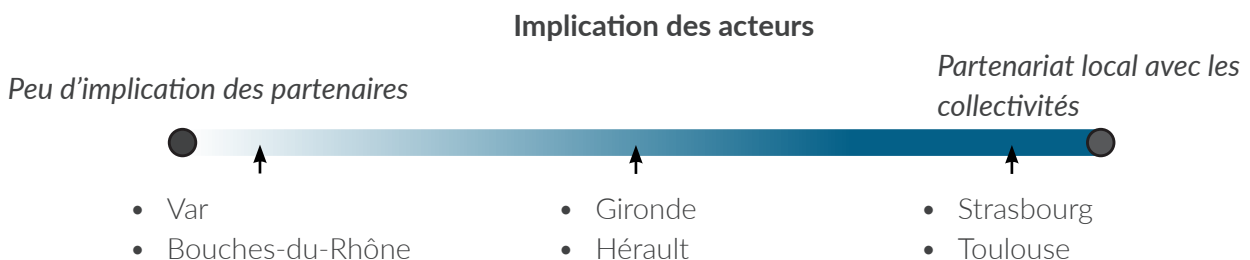 Implication des acteurs
Peu d'implication des partenaires
Partenariat local avec les
collectivités
• Var
• Bouches-du-Rhône
• Gironde
• Hérault
• Strasbourg
• Toulouse